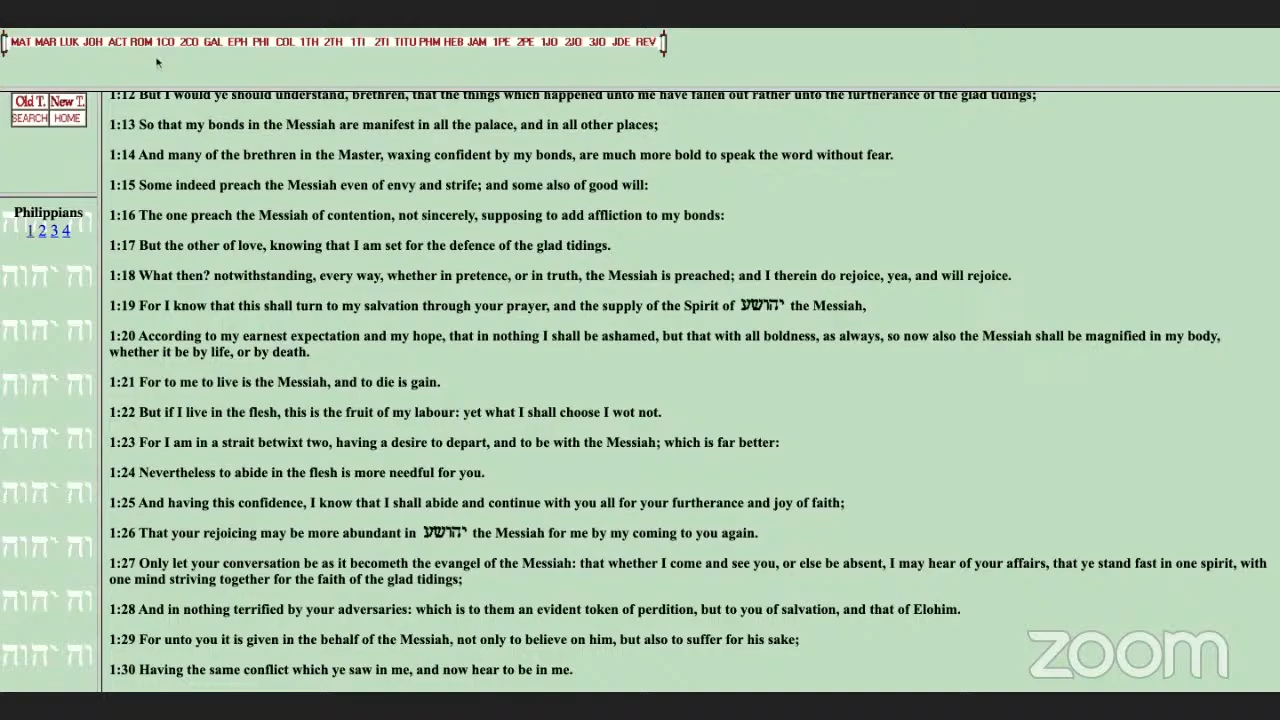 MAT MAR LUK JOH ACT ROM 1CO 2CO GAL EPH PHI COL 1TH 2TH 1TI 2TI TITU PHM HEB JAM 1PE 2PE 1JO 2JO 3JO JDE REV
Old T. New T.
SEARCH HOME
Philippians
1 2 3 4
יהוה
יהוה
יהוה
יהוה
יהוה
יהוה
יהוה
יהוה
יהוה
1:12 But I would ye should understand, brethren, that the things which happened unto me have fallen out rather unto the furtherance of the glad tidings;
1:13 So that my bonds in the Messiah are manifest in all the palace, and in all other places;
1:14 And many of the brethren in the Master, waxing confident by my bonds, are much more bold to speak the word without fear.
1:15 Some indeed preach the Messiah even of envy and strife; and some also of good will:
1:16 The one preach the Messiah of contention, not sincerely, supposing to add affliction to my bonds:
1:17 But the other of love, knowing that I am set for the defence of the glad tidings.
1:18 What then? notwithstanding, every way, whether in pretence, or in truth, the Messiah is preached; and I therein do rejoice, yea, and will rejoice.
1:19 For I know that this shall turn to my salvation through your prayer, and the supply of the Spirit of יהושע the Messiah,
1:20 According to my earnest expectation and my hope, that in nothing I shall be ashamed, but that with all boldness, as always, so now also the Messiah shall be magnified in my body,
whether it be by life, or by death.
1:21 For to me to live is the Messiah, and to die is gain.
1:22 But if I live in the flesh, this is the fruit of my labour: yet what I shall choose I wot not.
1:23 For I am in a strait betwixt two, having a desire to depart, and to be with the Messiah; which is far better:
1:24 Nevertheless to abide in the flesh is more needful for you.
1:25 And having this confidence, I know that I shall abide and continue with you all for your furtherance and joy of faith;
1:26 That your rejoicing may be more abundant in יהושע the Messiah for me by my coming to you again.
1:27 Only let your conversation be as it becometh the evangel of the Messiah: that whether I come and see you, or else be absent, I may hear of your affairs, that ye stand fast in one spirit, with
one mind striving together for the faith of the glad tidings;
1:28 And in nothing terrified by your adversaries: which is to them an evident token of perdition, but to you of salvation, and that of Elohim.
1:29 For unto you it is given in the behalf of the Messiah, not only to believe on him, but also to suffer for his sake;
1:30 Having the same conflict which ye saw in me, and now hear to be in me.
zoom